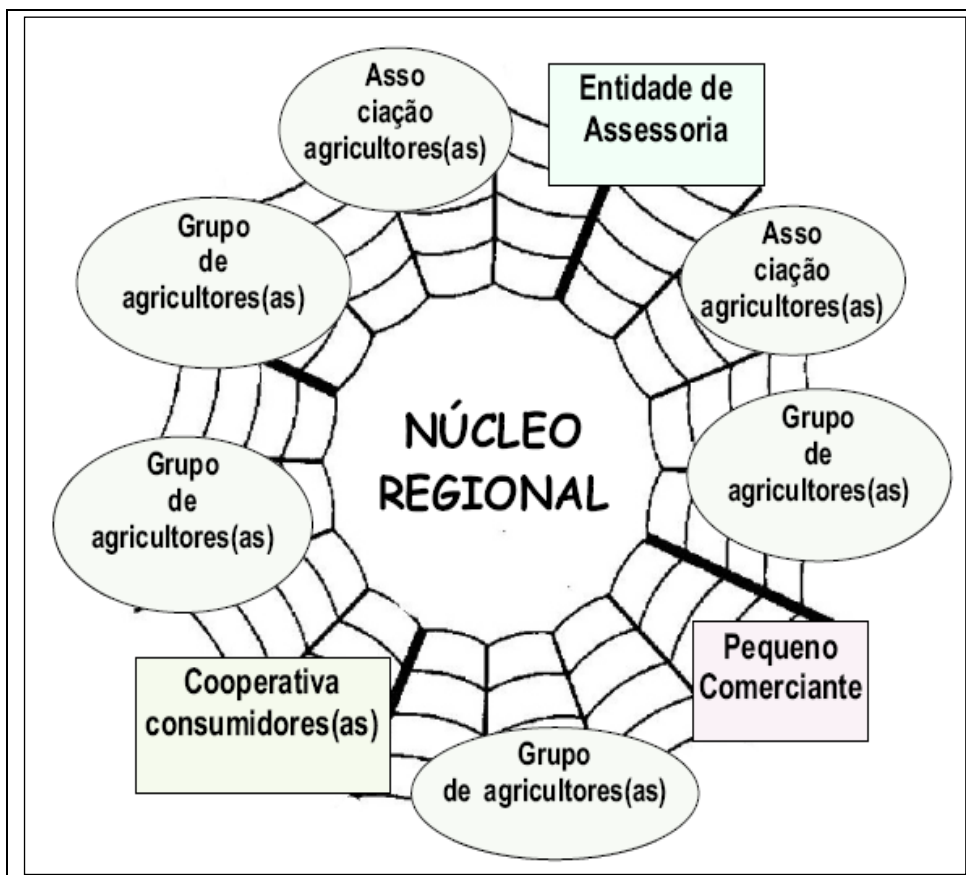 Asso
ciação
agricultores(as)
Entidade de
Assessoria
Grupo
de
agricultores(as)
Asso
ciação
agricultores(as)
NÚCLEO
REGIONAL
Grupo
de
agricultores(as)
Grupo
de
agricultores(as)
Cooperativa
consumidores(as)
Pequeno
Comerciante
Grupo
de agricultores(as)